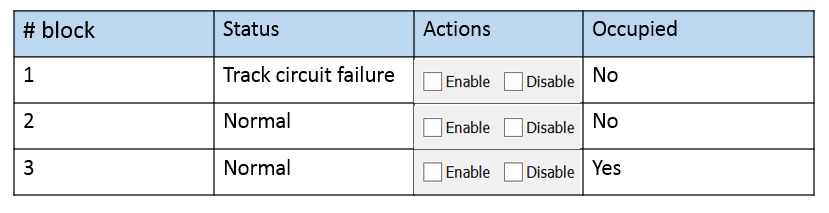 # block Status Actions Occupied
1 Track circuit failure Enable Disable No
2 Normal Enable Disable No
3 Normal Enable Disable Yes